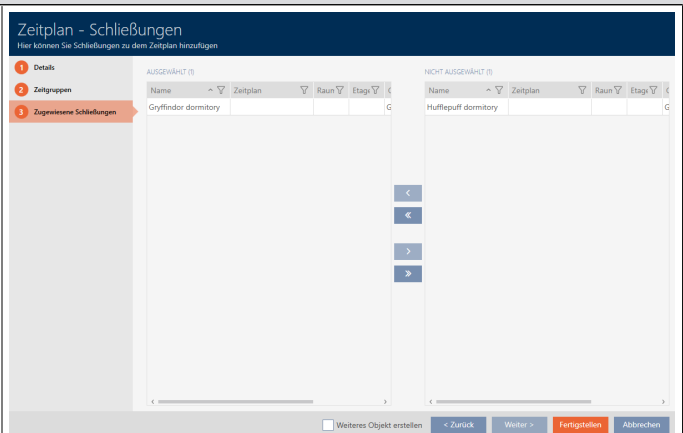 Zeitplan - Schließungen
Hier können Sie Schließungen zu dem Zeitplan hinzufügen
1 Details
2 Zeitgruppen
3 Zugewiesene Schließungen
AUSGEWÄHLT (1)
Name Zeitplan Raun Etage
Gryffindor dormitory G
NICHT AUSGEWÄHLT (1)
Name Zeitplan Raun Etage
Hufflepuff dormitory G
Weiteres Objekt erstellen
< Zurück
Weiter >
Fertigstellen
Abbrechen